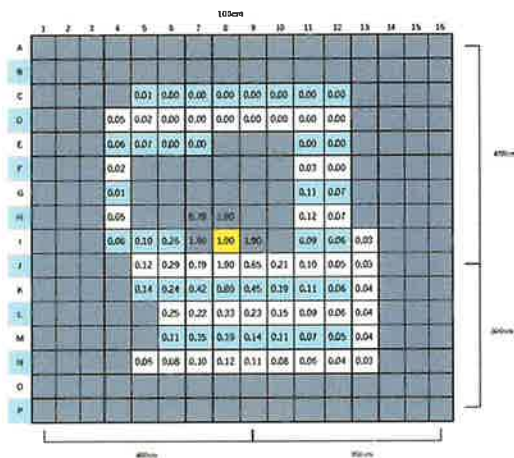 100cm
1 2 3 4 5 6 7 8 9 10 11 12 13 14 15 16
A
B
C 0.01 0.00 0.00 0.00 0.00 0.00 0.00 0.00
D 0.05 0.02 0.00 0.00 0.00 0.00 0.00 0.00
E 0.06 0.07 0.00 0.00 0.00 0.00
F 0.02 0.03 0.00
G 0.01 0.11 0.07
H 0.05 1.00 0.12 0.07
I 0.06 0.10 0.26 1.00 1.00 1.00 0.09 0.06 0.03
J 0.12 0.29 0.79 1.00 0.65 0.21 0.10 0.05 0.03
K 0.14 0.24 0.42 0.80 0.45 0.19 0.11 0.06 0.04
L 0.25 0.22 0.33 0.23 0.15 0.09 0.06 0.04
M 0.11 0.35 0.14 0.11 0.07 0.05 0.04
N 0.08 0.10 0.12 0.11 0.08 0.06 0.04 0.03
O
P